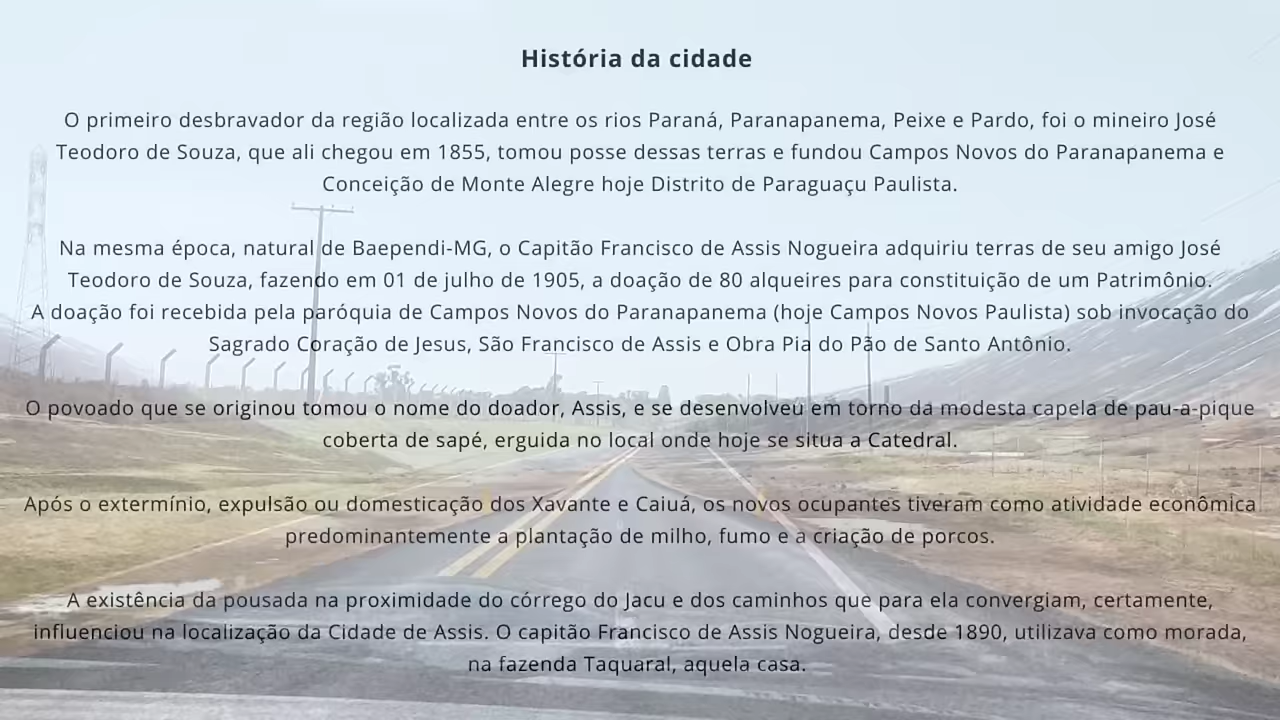 História da cidade
O primeiro desbravador da região localizada entre os rios Paraná, Paranapanema, Peixe e Pardo, foi o mineiro José
Teodoro de Souza, que ali chegou em 1855, tomou posse dessas terras e fundou Campos Novos do Paranapanema e
Conceição de Monte Alegre hoje Distrito de Paraguaçu Paulista.
Na mesma época, natural de Baependi-MG, o Capitão Francisco de Assis Nogueira adquiriu terras de seu amigo José
Teodoro de Souza, fazendo em 01 de julho de 1905, a doação de 80 alqueires para constituição de um Patrimônio.
A doação foi recebida pela paróquia de Campos Novos do Paranapanema (hoje Campos Novos Paulista) sob invocação do
Sagrado Coração de Jesus, São Francisco de Assis e Obra Pia do Pão de Santo Antônio.
O povoado que se originou tomou o nome do doador, Assis, e se desenvolveu em torno da modesta capela de pau-a-pique
coberta de sapé, erguida no local onde hoje se situa a Catedral.
Após o extermínio, expulsão ou domesticação dos Xavante e Caiuá, os novos ocupantes tiveram como atividade econômica
predominantemente a plantação de milho, fumo e a criação de porcos.
A existência da pousada na proximidade do córrego do Jacu e dos caminhos que para ela convergiam, certamente,
influenciou na localização da Cidade de Assis. O capitão Francisco de Assis Nogueira, desde 1890, utilizava como morada,
na fazenda Taquaral, aquela casa.